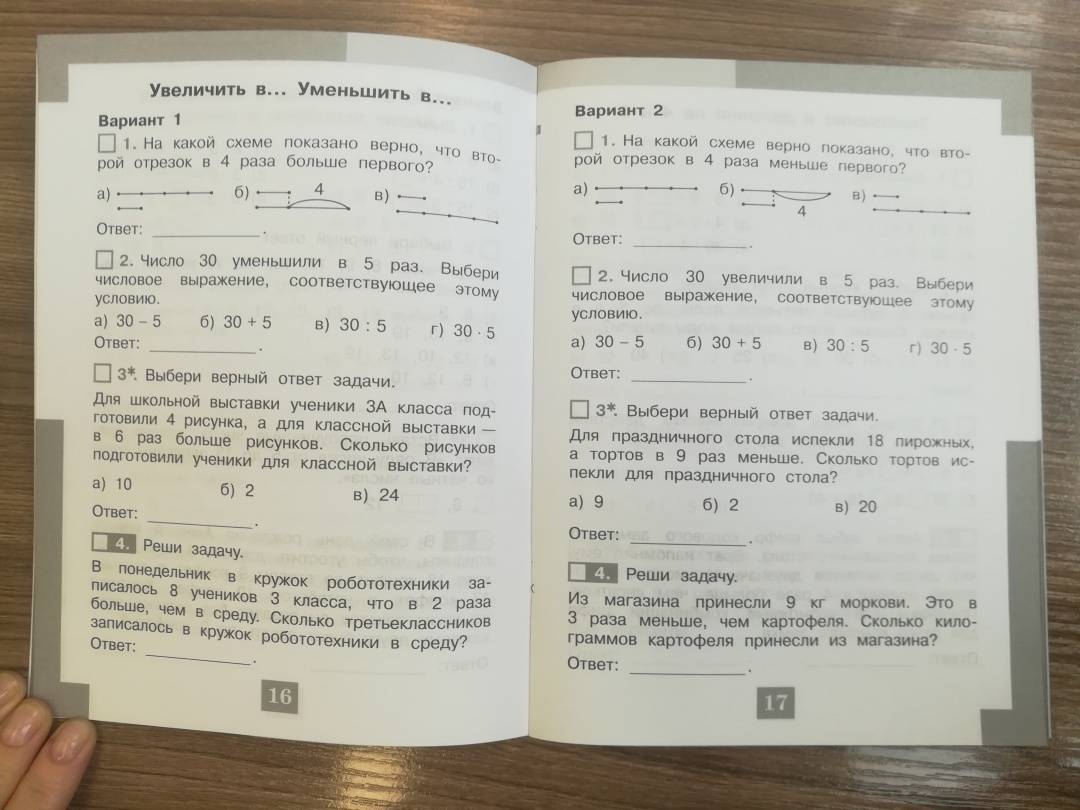 Увеличить в... Уменьшить в...
Вариант 1
1. На какой схеме показано верно, что вто-
рой отрезок в 4 раза больше первого?
а) б) 4 в)
Ответ: ____________.
2. Число 30 уменьшили в 5 раз. Выбери
числовое выражение, соответствующее этому
условию.
а) 30 – 5 б) 30 + 5 в) 30 : 5 г) 30 · 5
Ответ: ____________.
3*. Выбери верный ответ задачи.
Для школьной выставки ученики 3А класса под-
готовили 4 рисунка, а для классной выставки —
в 6 раз больше рисунков. Сколько рисунков
подготовили ученики для классной выставки?
а) 10 б) 2 в) 24
Ответ: ____________.
4. Реши задачу.
В понедельник в кружок робототехники за-
писалось 8 учеников 3 класса, что в 2 раза
больше, чем в среду. Сколько третьеклассников
записалось в кружок робототехники в среду?
Ответ: ____________.
16
Вариант 2
1. На какой схеме верно показано, что вто-
рой отрезок в 4 раза меньше первого?
а) б) 4 в)
Ответ: ____________.
2. Число 30 увеличили в 5 раз. Выбери
числовое выражение, соответствующее этому
условию.
а) 30 – 5 б) 30 + 5 в) 30 : 5 г) 30 · 5
Ответ: ____________.
3*. Выбери верный ответ задачи.
Для праздничного стола испекли 18 пирожных,
а тортов в 9 раз меньше. Сколько тортов ис-
пекли для праздничного стола?
а) 9 б) 2 в) 20
Ответ: ____________.
4. Реши задачу.
Из магазина принесли 9 кг моркови. Это в
3 раза меньше, чем картофеля. Сколько кило-
граммов картофеля принесли из магазина?
Ответ: ____________.
17